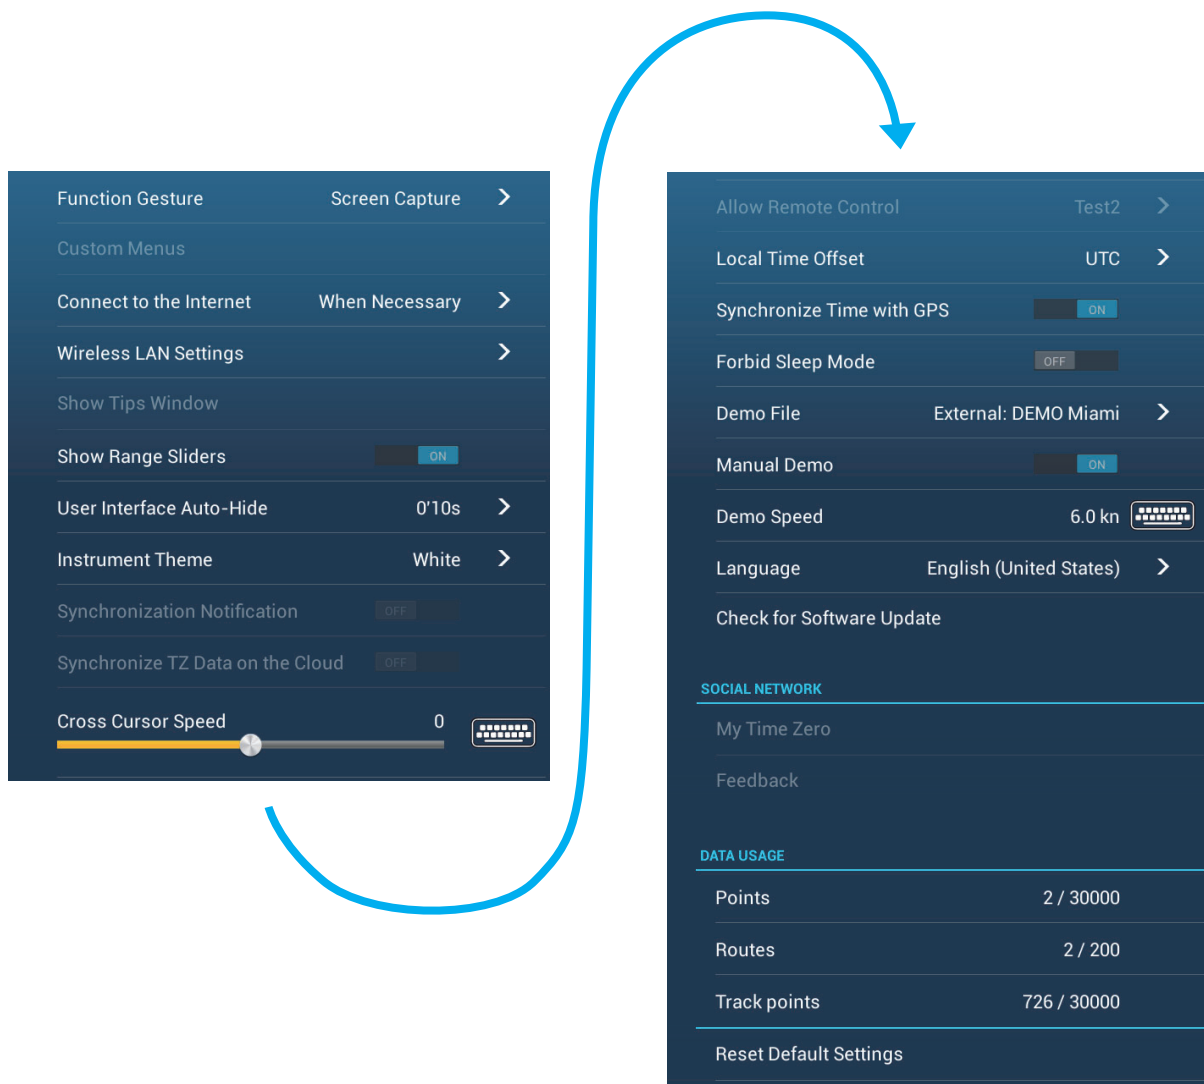 Function Gesture Screen Capture
Custom Menus
Connect to the Internet When Necessary
Wireless LAN Settings
Show Tips Window
Show Range Sliders ON
User Interface Auto-Hide 0'10s
Instrument Theme White
Synchronization Notification OFF
Synchronize TZ Data on the Cloud OFF
Cross Cursor Speed 0
Allow Remote Control Test2
Local Time Offset UTC
Synchronize Time with GPS ON
Forbid Sleep Mode OFF
Demo File External: DEMO Miami
Manual Demo ON
Demo Speed 6.0 kn
Language English (United States)
Check for Software Update
SOCIAL NETWORK
My Time Zero
Feedback
DATA USAGE
Points 2 / 30000
Routes 2 / 200
Track points 726 / 30000
Reset Default Settings